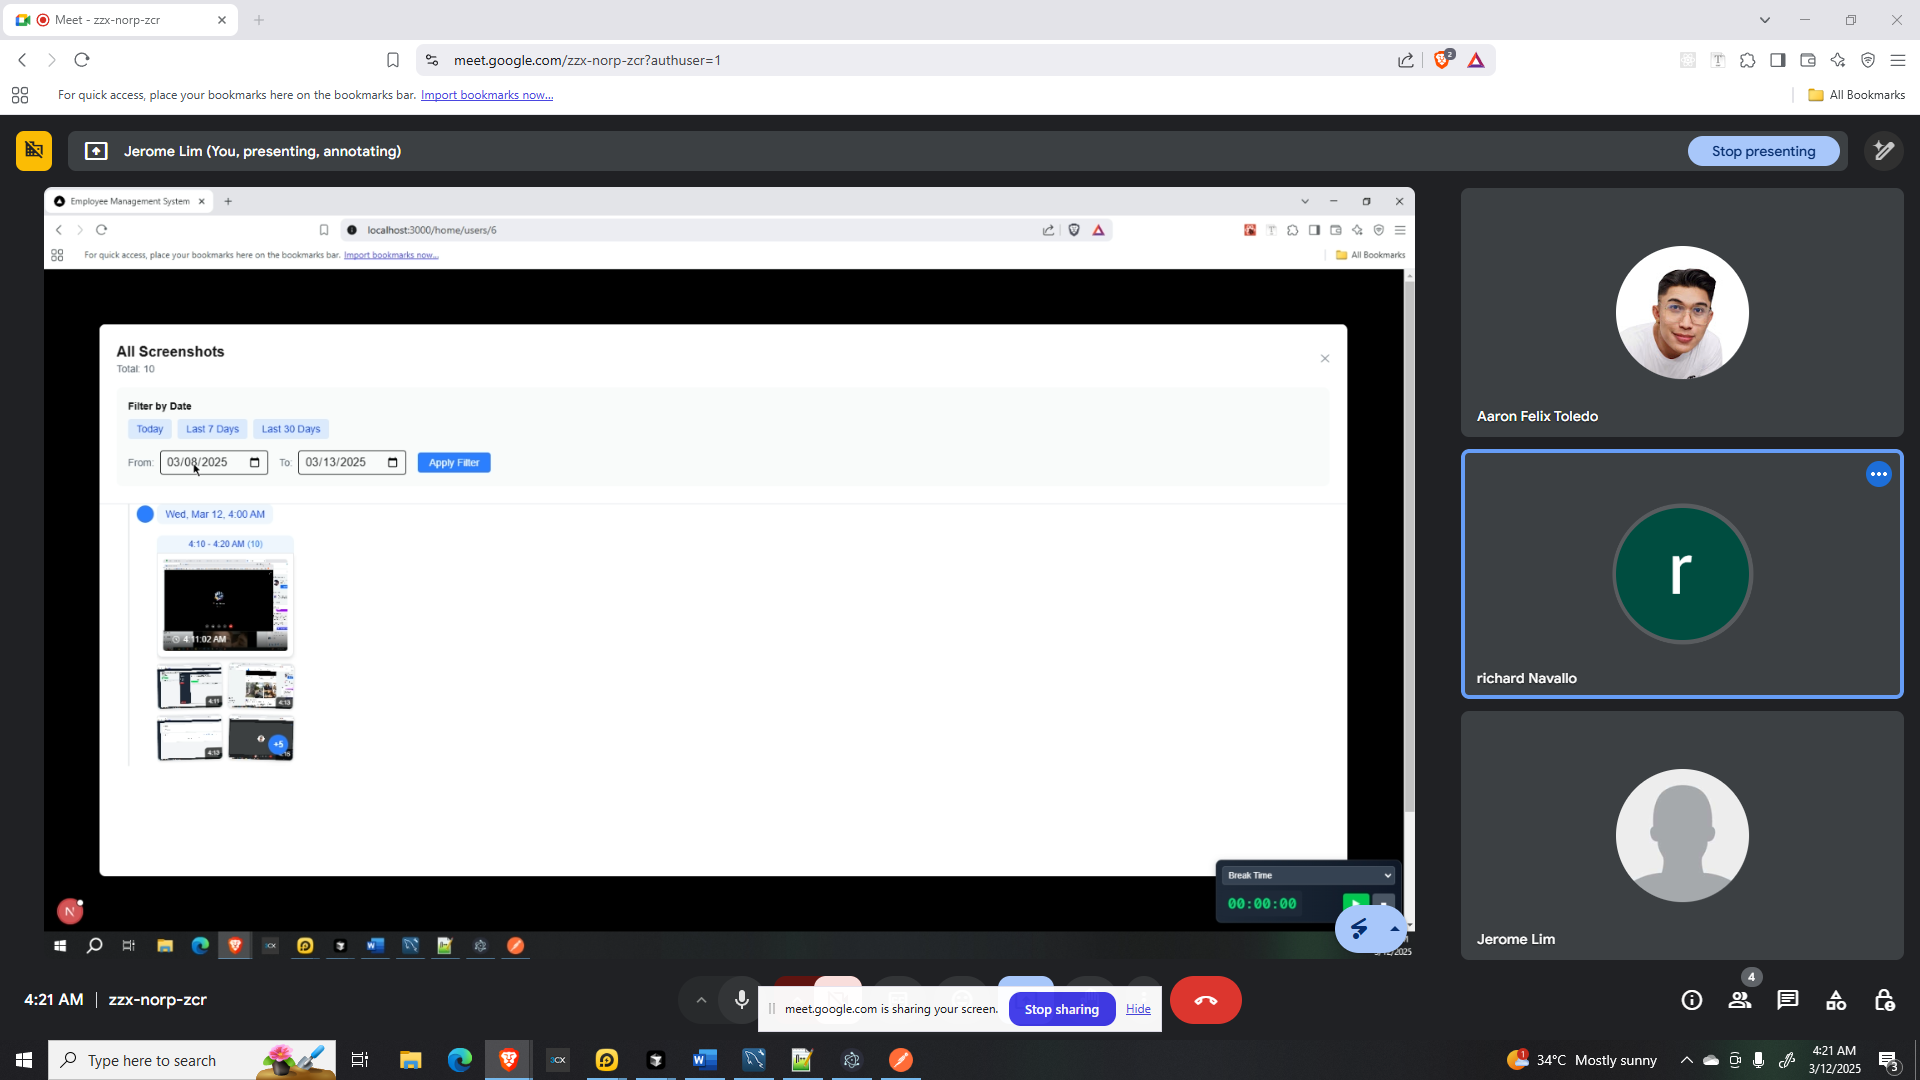 Meet - zzx-norp-zcr
meet.google.com/zzx-norp-zcr?authuser=1
2
For quick access, place your bookmarks here on the bookmarks bar. Import bookmarks now...
All Bookmarks
Jerome Lim (You, presenting, annotating)
Stop presenting
Employee Management System
localhost:3000/home/users/6
For quick access, place your bookmarks here on the bookmarks bar. Import bookmarks now...
All Bookmarks
All Screenshots
Total: 10
Filter by Date
Today
Last 7 Days
Last 30 Days
From: 03/08/2025
To: 03/13/2025
Apply Filter
Wed, Mar 12, 4:00 AM
4:10 - 4:20 AM (10)
4:11:02 AM
4:11
4:13
4:13
+5
Break Time
00:00:00
N
Aaron Felix Toledo
r
richard Navallo
Jerome Lim
4:21 AM
zzx-norp-zcr
meet.google.com is sharing your screen.
Stop sharing
Hide
4
Type here to search
34°C Mostly sunny
4:21 AM
3/12/2025
3